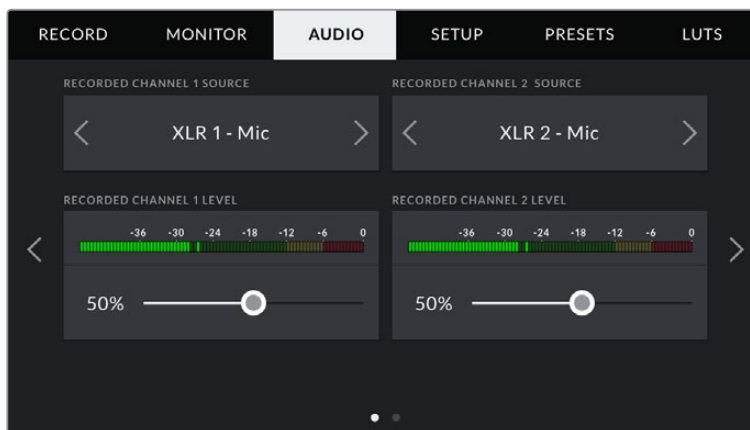 RECORD MONITOR AUDIO SETUP PRESETS LUTS
RECORDED CHANNEL 1 SOURCE RECORDED CHANNEL 2 SOURCE
XLR 1 - Mic XLR 2 - Mic
RECORDED CHANNEL 1 LEVEL RECORDED CHANNEL 2 LEVEL
-36 -30 -24 -18 -12 -6 0 -36 -30 -24 -18 -12 -6 0
50% 50%